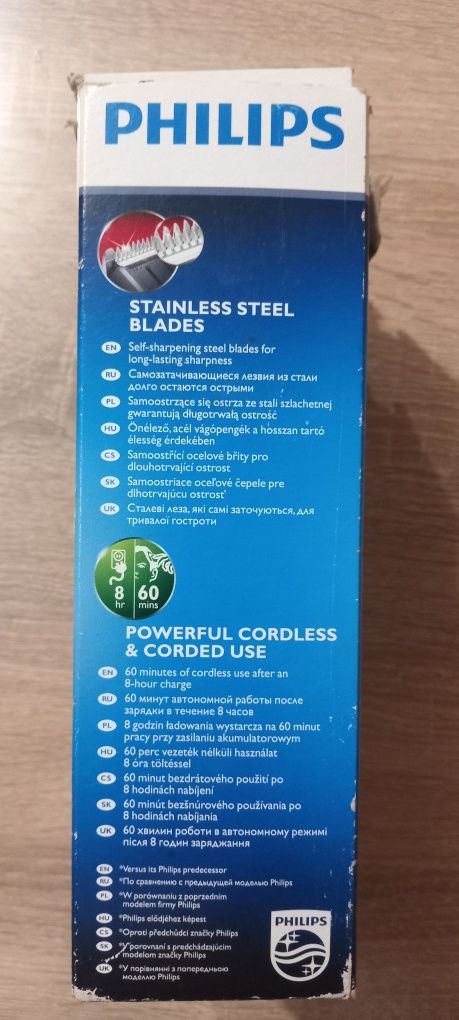 PHILIPS
STAINLESS STEEL
BLADES
EN Self-sharpening steel blades for
long-lasting sharpness
RU Самозатачивающиеся лезвия из стали
долго остаются острыми
PL Samoostrzące się ostrza ze stali szlachetnej
gwarantują długotrwałą ostrość
HU Önélező, acél vágópengék a hosszan tartó
élesség érdekében
CS Samoostřící ocelové břity pro
dlouhotrvající ostrost
SK Samoostriace oceľové čepele pre
dlhotrvajúcu ostrosť
UK Сталеві леза, які самі заточуються, для
тривалої гостроти
8 60
hr mins
POWERFUL CORDLESS
& CORDED USE
EN 60 minutes of cordless use after an
8-hour charge
RU 60 минут автономной работы после
зарядки в течение 8 часов
PL 8 godzin ładowania wystarcza na 60 minut
pracy przy zasilaniu akumulatorowym
HU 60 perc vezeték nélküli használat
8 óra töltéssel
CS 60 minut bezdrátového použití po
8 hodinách nabíjení
SK 60 minút bezšnúrového používania po
8 hodinách nabíjania
UK 60 хвилин роботи в автономному режимі
після 8 годин заряджання
EN *Versus its Philips predecessor
RU *По сравнению с предыдущей моделью Philips
PL *W porównaniu z poprzednim
modelem firmy Philips
HU *Philips elődjéhez képest
CS *Oproti předchůdci značky Philips
SK *V porovnaní s predchádzajúcim
modelom značky Philips
UK *У порівнянні з попередньою
моделлю Philips
PHILIPS